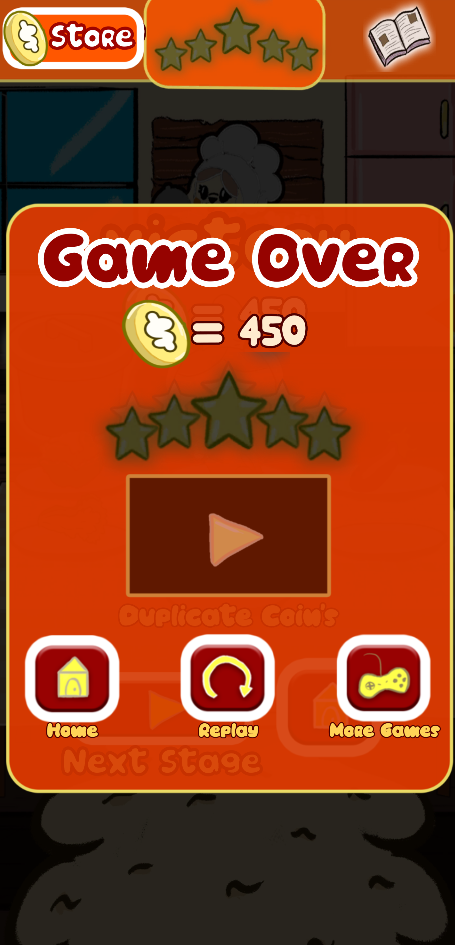 Store
Game Over
= 450
Duplicate Coin's
Home
Replay
More Games
Next Stage